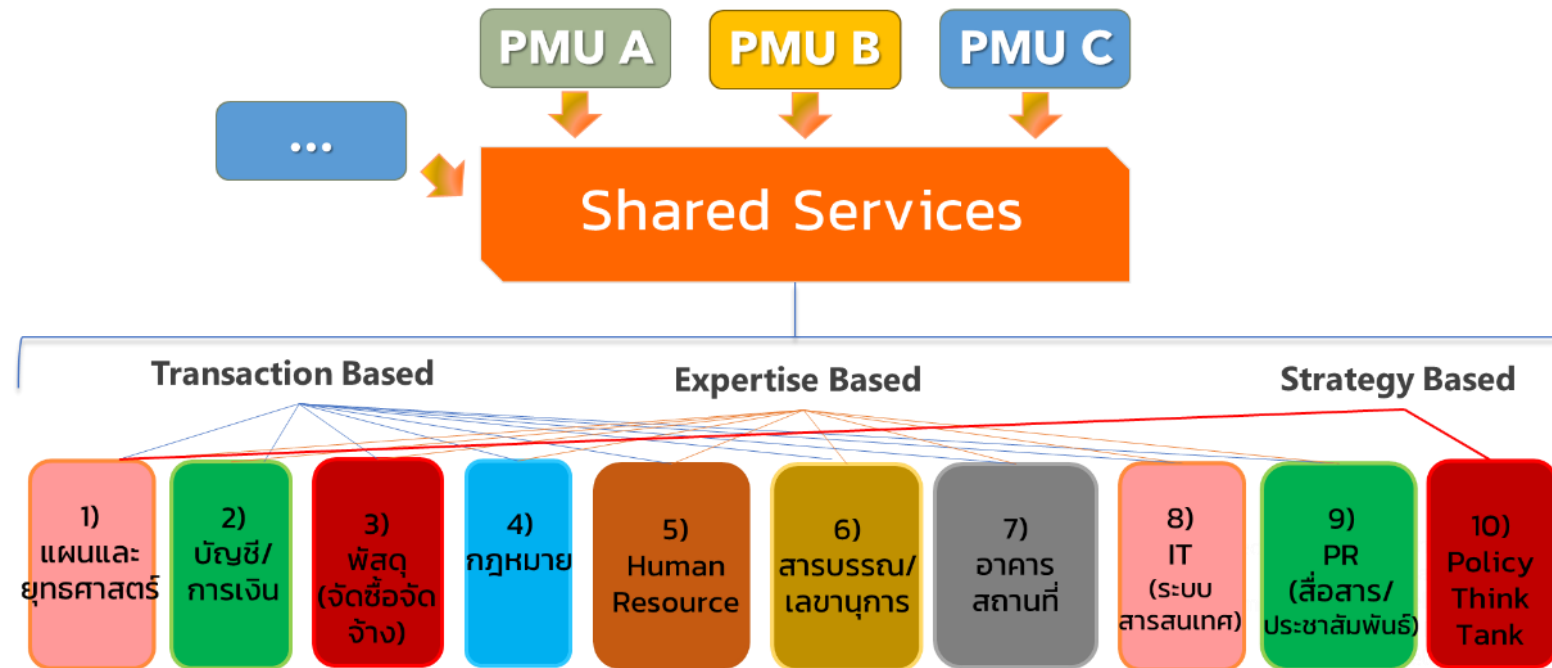 PMU A
PMU B
PMU C
...
Shared Services
Transaction Based
Expertise Based
Strategy Based
1)
แผนและ
ยุทธศาสตร์
2)
บัญชี/
การเงิน
3)
พัสดุ
(จัดซื้อจัด
จ้าง)
4)
กฎหมาย
5)
Human
Resource
6)
สารบรรณ/
เลขานุการ
7)
อาคาร
สถานที่
8)
IT
(ระบบ
สารสนเทศ)
9)
PR
(สื่อสาร/
ประชาสัมพันธ์)
10)
Policy
Think
Tank